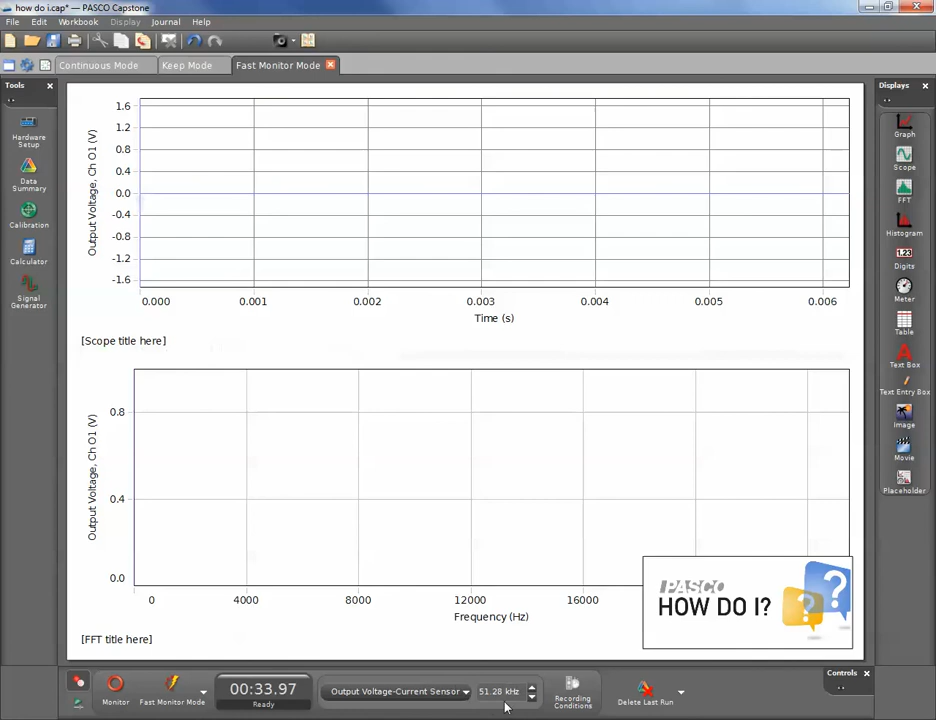 how do i.cap* — PASCO Capstone
File Edit Workbook Display Journal Help
Continuous Mode Keep Mode Fast Monitor Mode
Tools
Hardware
Setup
Data
Summary
Calibration
Calculator
Signal
Generator
Output Voltage, Ch O1 (V)
1.6
1.2
0.8
0.4
0.0
-0.4
-0.8
-1.2
-1.6
0.000 0.001 0.002 0.003 0.004 0.005 0.006
Time (s)
[Scope title here]
Output Voltage, Ch O1 (V)
0.8
0.4
0.0
0 4000 8000 12000 16000
Frequency (Hz)
[FFT title here]
PASCO
HOW DO I?
Displays
Graph
Scope
FFT
Histogram
1.23
Digits
Meter
Table
A
Text Box
Text Entry Box
Image
Movie
Placeholder
Monitor
Fast Monitor Mode
00:33.97
Ready
Output Voltage-Current Sensor
51.28 kHz
Recording
Conditions
Delete Last Run
Controls